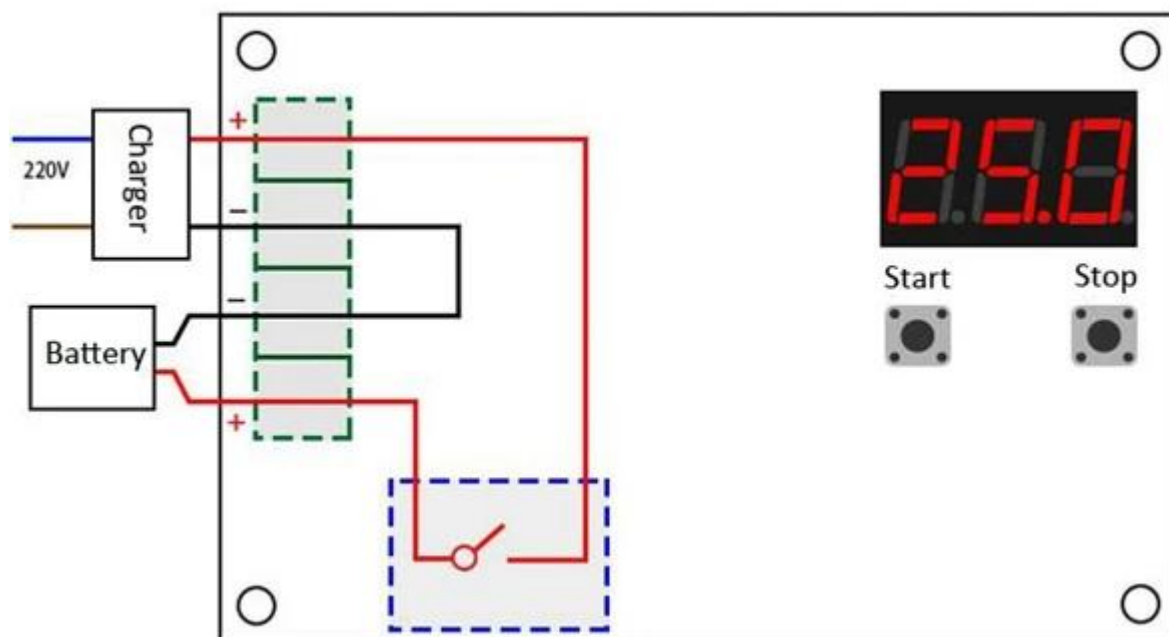 +
220V
Charger
−
−
Battery
+
25.0
Start
Stop